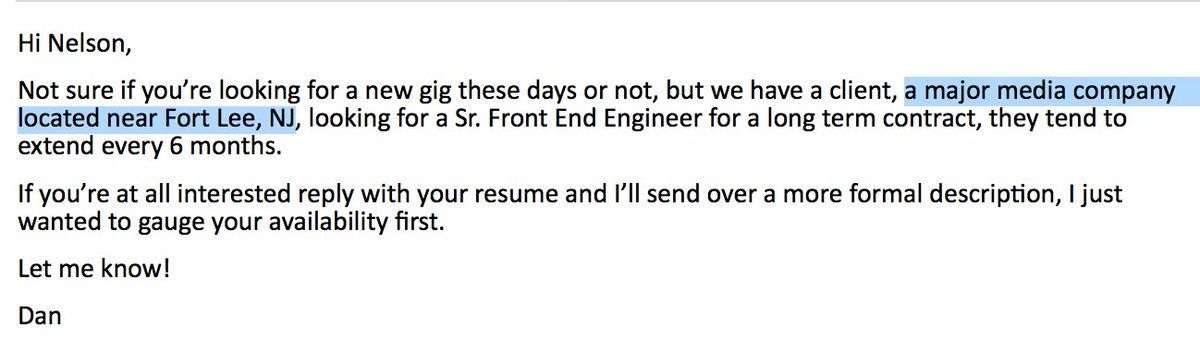 Hi Nelson,
Not sure if you’re looking for a new gig these days or not, but we have a client, a major media company
located near Fort Lee, NJ, looking for a Sr. Front End Engineer for a long term contract, they tend to
extend every 6 months.
If you’re at all interested reply with your resume and I’ll send over a more formal description, I just
wanted to gauge your availability first.
Let me know!
Dan